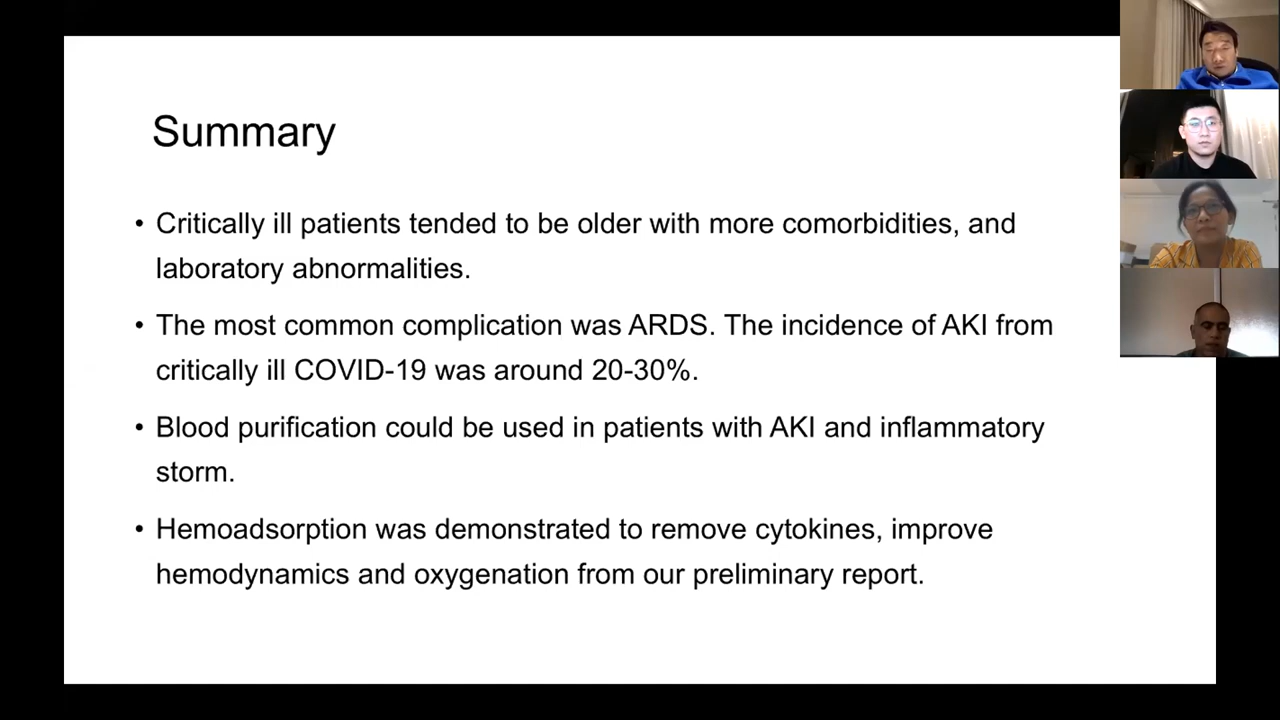 Summary
• Critically ill patients tended to be older with more comorbidities, and
laboratory abnormalities.
• The most common complication was ARDS. The incidence of AKI from
critically ill COVID-19 was around 20-30%.
• Blood purification could be used in patients with AKI and inflammatory
storm.
• Hemoadsorption was demonstrated to remove cytokines, improve
hemodynamics and oxygenation from our preliminary report.